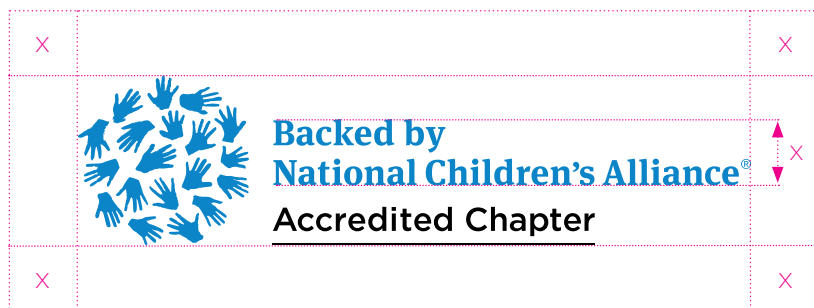 X X
Backed by
National Children's Alliance®
X
Accredited Chapter
X X